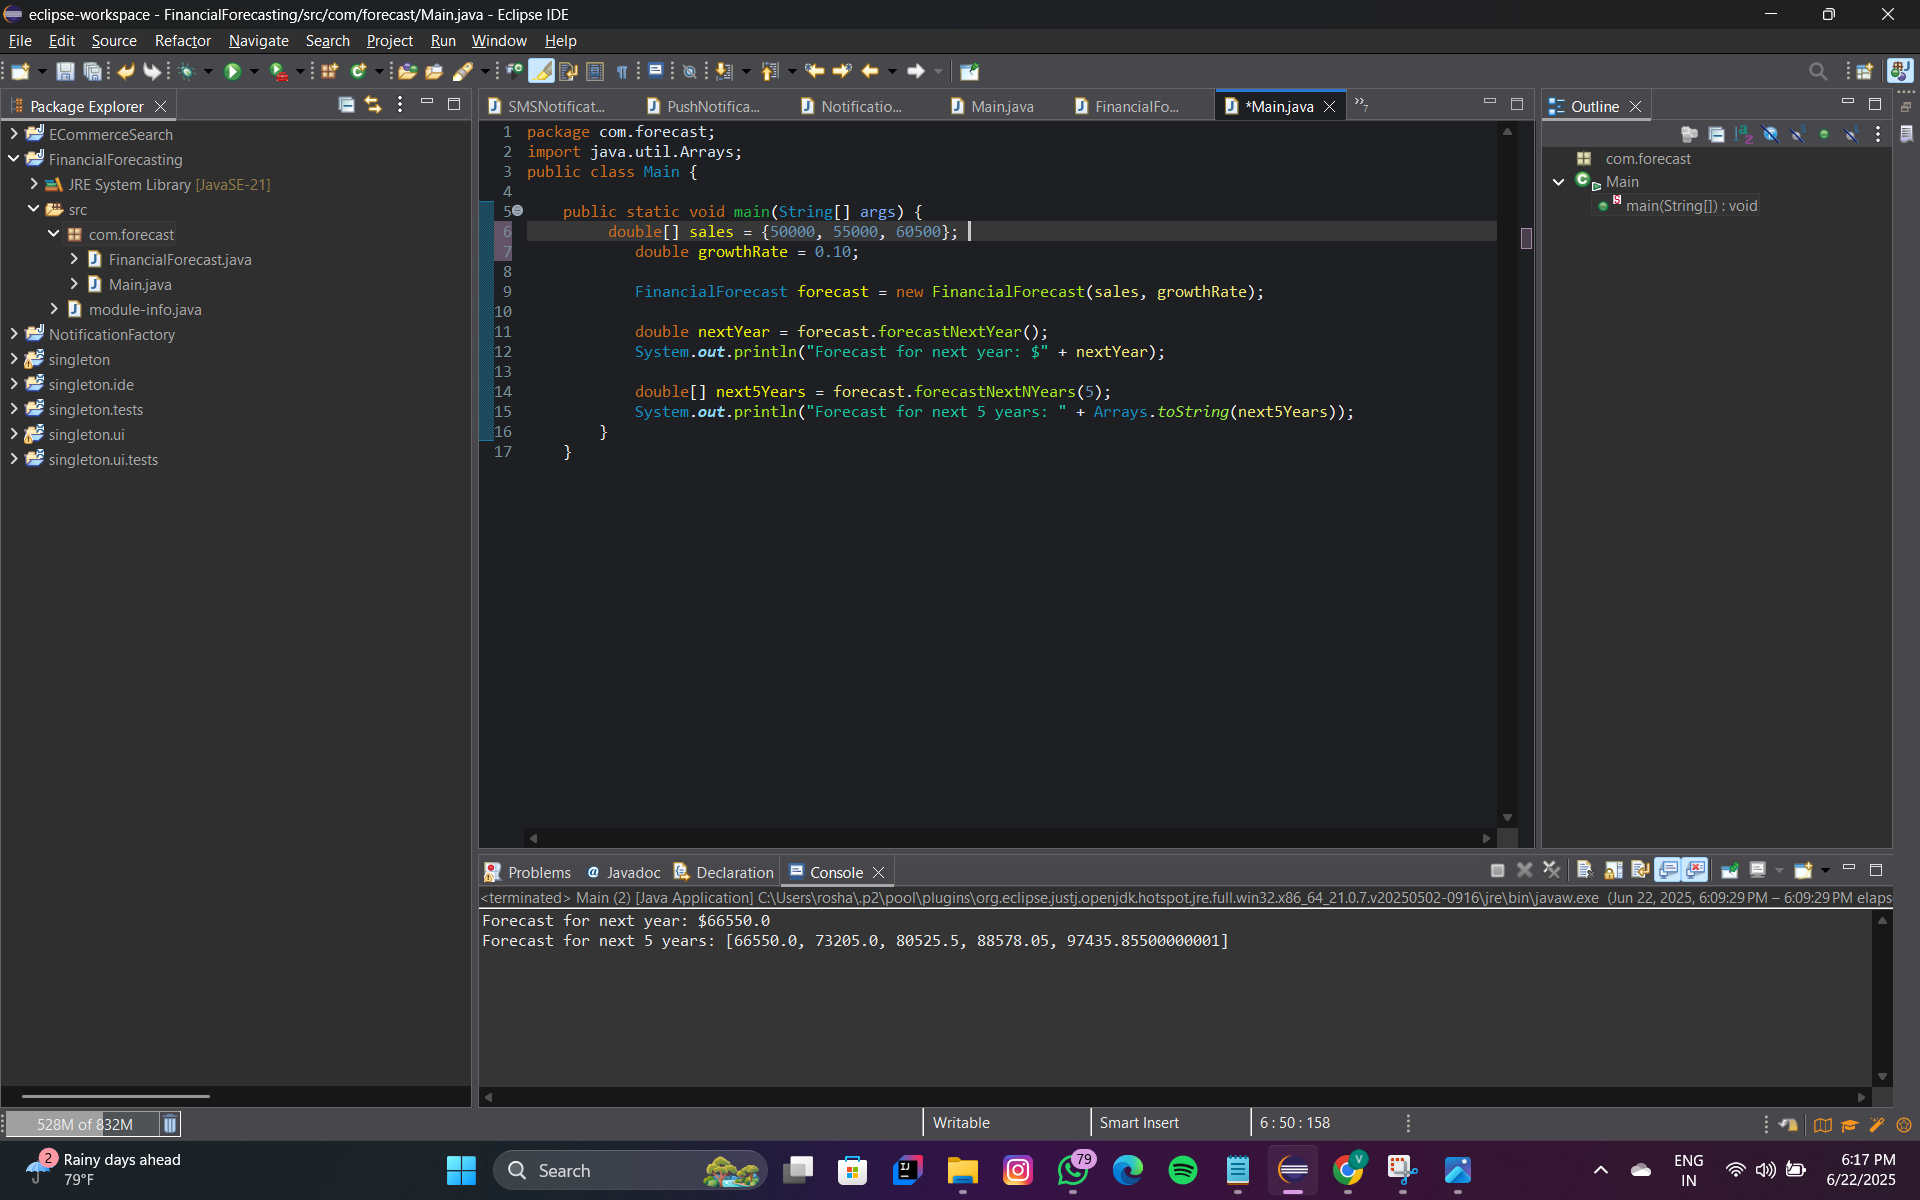 eclipse-workspace - FinancialForecasting/src/com/forecast/Main.java - Eclipse IDE
File Edit Source Refactor Navigate Search Project Run Window Help
Package Explorer
ECommerceSearch
FinancialForecasting
JRE System Library [JavaSE-21]
src
com.forecast
FinancialForecast.java
Main.java
module-info.java
NotificationFactory
singleton
singleton.ide
singleton.tests
singleton.ui
singleton.ui.tests
SMSNotificat... PushNotifica... Notificatio... Main.java FinancialFo... *Main.java »7
1 package com.forecast;
2 import java.util.Arrays;
3 public class Main {
4
5 public static void main(String[] args) {
6 double[] sales = {50000, 55000, 60500};
7 double growthRate = 0.10;
8
9 FinancialForecast forecast = new FinancialForecast(sales, growthRate);
10
11 double nextYear = forecast.forecastNextYear();
12 System.out.println("Forecast for next year: $" + nextYear);
13
14 double[] next5Years = forecast.forecastNextNYears(5);
15 System.out.println("Forecast for next 5 years: " + Arrays.toString(next5Years));
16 }
17 }
Outline
com.forecast
Main
main(String[]) : void
Problems Javadoc Declaration Console
<terminated> Main (2) [Java Application] C:\Users\rosha\.p2\pool\plugins\org.eclipse.justj.openjdk.hotspot.jre.full.win32.x86_64_21.0.7.v20250502-0916\jre\bin\javaw.exe (Jun 22, 2025, 6:09:29 PM – 6:09:29 PM elaps
Forecast for next year: $66550.0
Forecast for next 5 years: [66550.0, 73205.0, 80525.5, 88578.05, 97435.85500000001]
528M of 832M
Writable
Smart Insert
6 : 50 : 158
2
Rainy days ahead
79°F
Search
79
V
ENG
IN
6:17 PM
6/22/2025